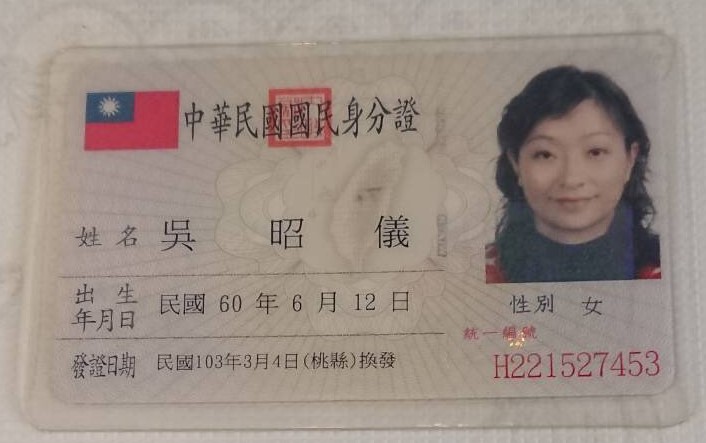 中華民國國民身分證
姓名 吳昭儀
出生年月日 民國 60 年 6 月 12 日
性別 女
統一編號
發證日期 民國103年3月4日(桃縣)換發
H221527453